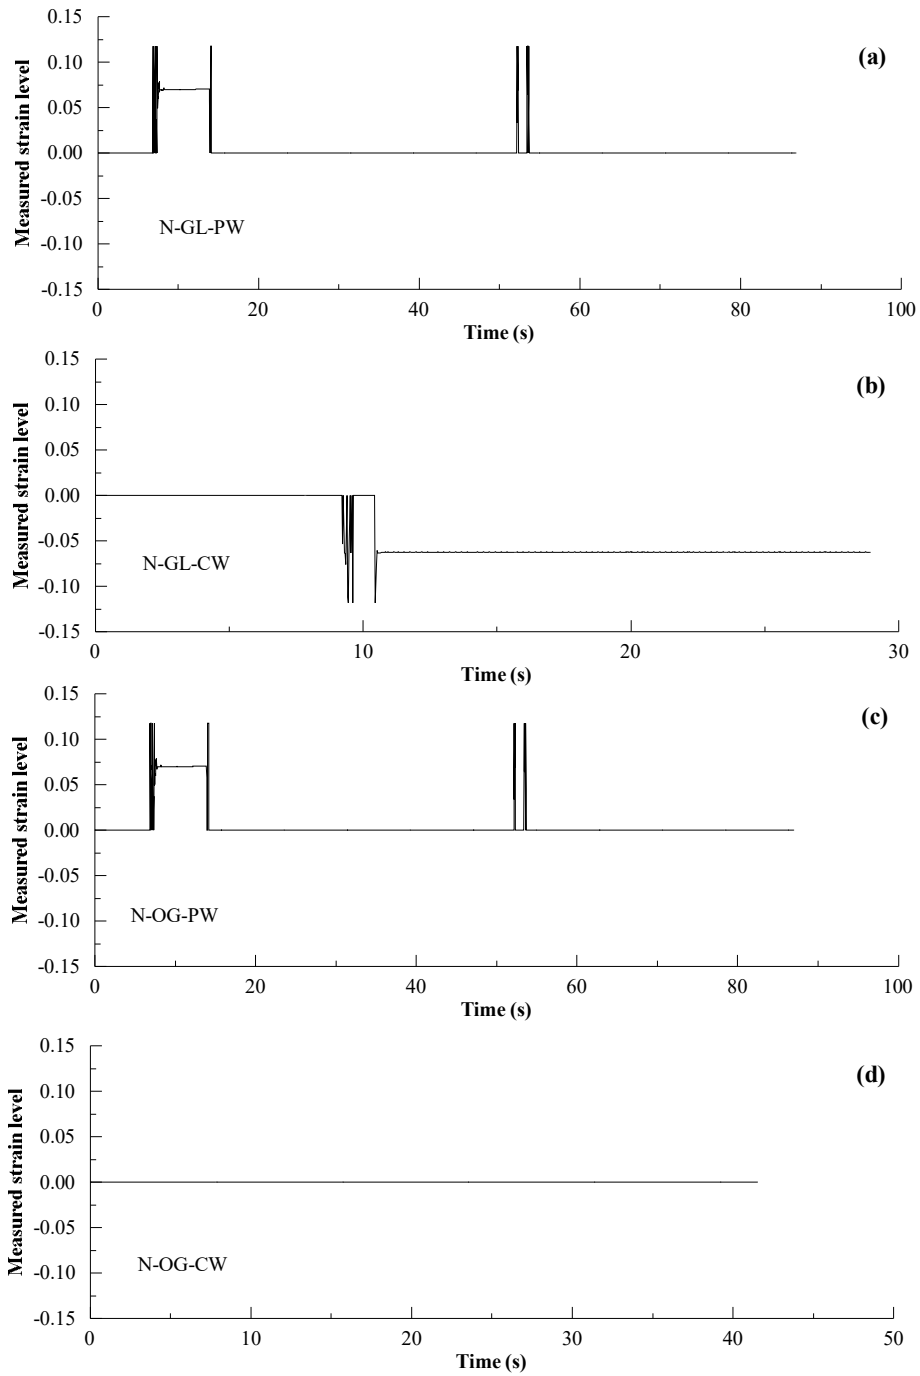 0.15
0.10
0.05
0.00
-0.05
-0.10
-0.15
Measured strain level
(a)
N-GL-PW
0 20 40 60 80 100
Time (s)
0.15
0.10
0.05
0.00
-0.05
-0.10
-0.15
Measured strain level
(b)
N-GL-CW
0 10 20 30
Time (s)
0.15
0.10
0.05
0.00
-0.05
-0.10
-0.15
Measured strain level
(c)
N-OG-PW
0 20 40 60 80 100
Time (s)
0.15
0.10
0.05
0.00
-0.05
-0.10
-0.15
Measured strain level
(d)
N-OG-CW
0 10 20 30 40 50
Time (s)